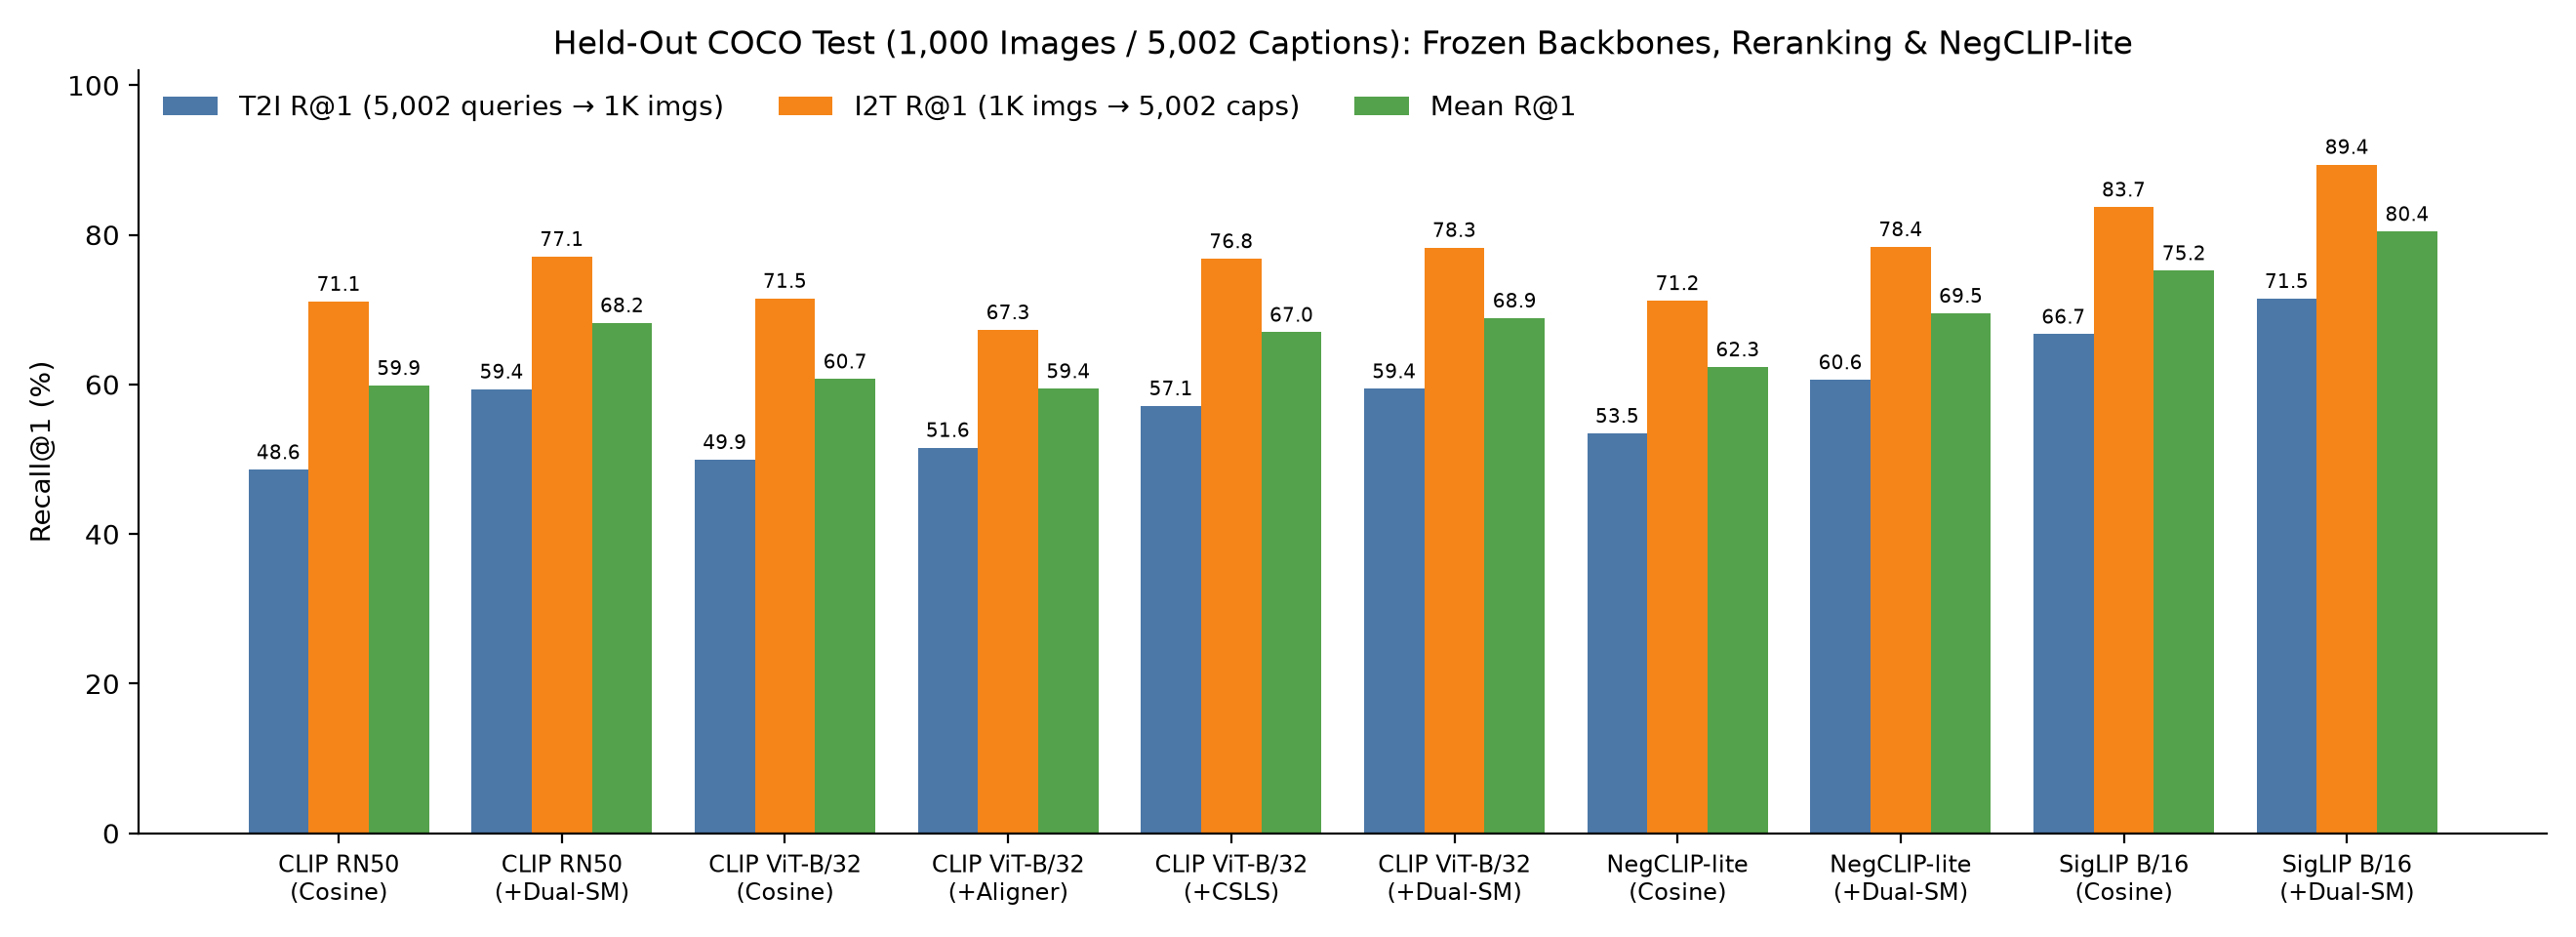 Held-Out COCO Test (1,000 Images / 5,002 Captions): Frozen Backbones, Reranking & NegCLIP-lite
T2I R@1 (5,002 queries → 1K imgs)
I2T R@1 (1K imgs → 5,002 caps)
Mean R@1
Recall@1 (%)
100
80
60
40
20
0
48.6
71.1
59.9
59.4
77.1
68.2
49.9
71.5
60.7
51.6
67.3
59.4
57.1
76.8
67.0
59.4
78.3
68.9
53.5
71.2
62.3
60.6
78.4
69.5
66.7
83.7
75.2
71.5
89.4
80.4
CLIP RN50
(Cosine)
CLIP RN50
(+Dual-SM)
CLIP ViT-B/32
(Cosine)
CLIP ViT-B/32
(+Aligner)
CLIP ViT-B/32
(+CSLS)
CLIP ViT-B/32
(+Dual-SM)
NegCLIP-lite
(Cosine)
NegCLIP-lite
(+Dual-SM)
SigLIP B/16
(Cosine)
SigLIP B/16
(+Dual-SM)